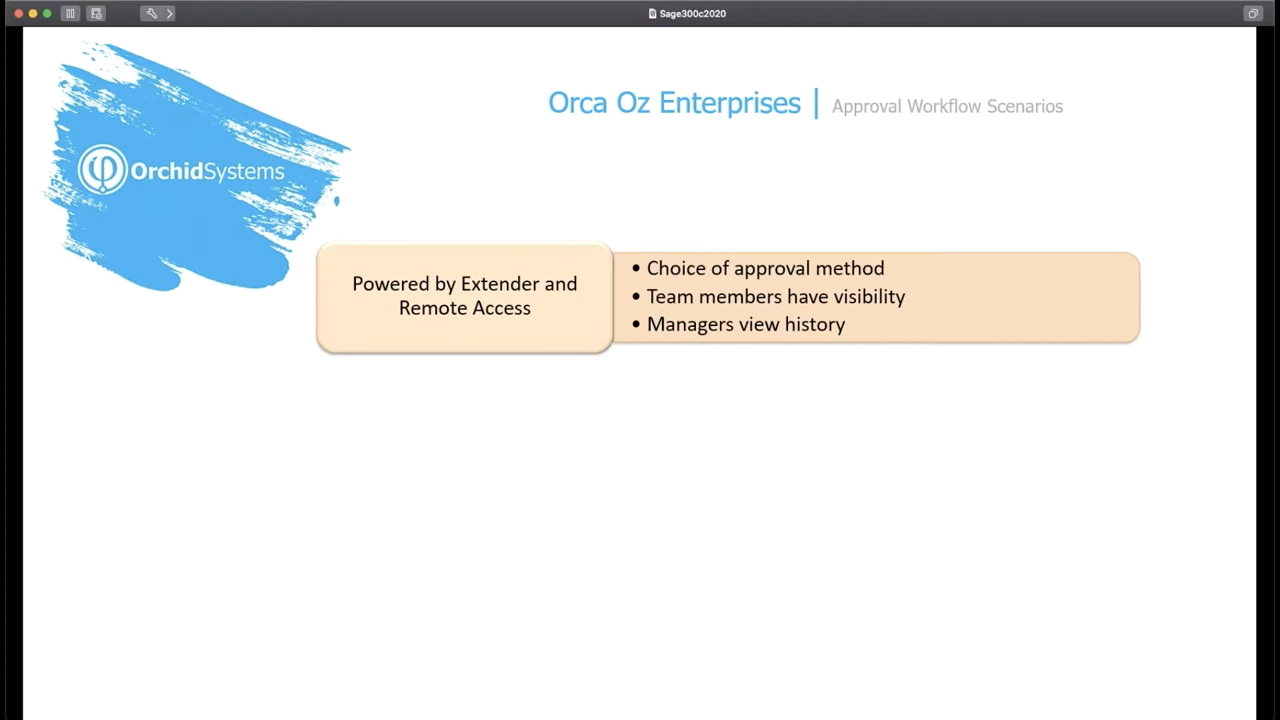 Sage300c2020
Orca Oz Enterprises | Approval Workflow Scenarios
OrchidSystems
Powered by Extender and
Remote Access
• Choice of approval method
• Team members have visibility
• Managers view history